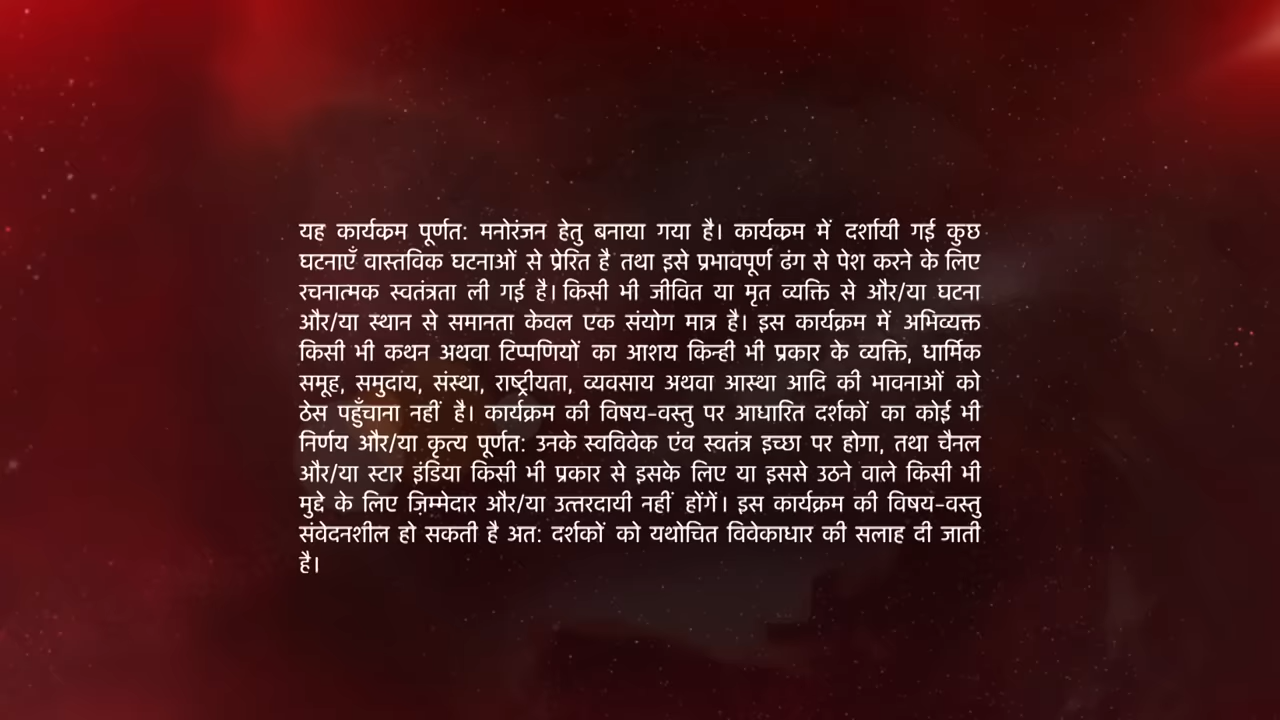 यह कार्यक्रम पूर्णत: मनोरंजन हेतु बनाया गया है। कार्यक्रम में दर्शायी गई कुछ
घटनाएँ वास्तविक घटनाओं से प्रेरित है तथा इसे प्रभावपूर्ण ढंग से पेश करने के लिए
रचनात्मक स्वतंत्रता ली गई है। किसी भी जीवित या मृत व्यक्ति से और/या घटना
और/या स्थान से समानता केवल एक संयोग मात्र है। इस कार्यक्रम में अभिव्यक्त
किसी भी कथन अथवा टिप्पणियों का आशय किन्ही भी प्रकार के व्यक्ति, धार्मिक
समूह, समुदाय, संस्था, राष्ट्रीयता, व्यवसाय अथवा आस्था आदि की भावनाओं को
ठेस पहुँचाना नहीं है। कार्यक्रम की विषय-वस्तु पर आधारित दर्शकों का कोई भी
निर्णय और/या कृत्य पूर्णत: उनके स्वविवेक एंव स्वतंत्र इच्छा पर होगा, तथा चैनल
और/या स्टार इंडिया किसी भी प्रकार से इसके लिए या इससे उठने वाले किसी भी
मुद्दे के लिए ज़िम्मेदार और/या उत्तरदायी नहीं होंगें। इस कार्यक्रम की विषय-वस्तु
संवेदनशील हो सकती है अत: दर्शकों को यथोचित विवेकाधार की सलाह दी जाती
है।